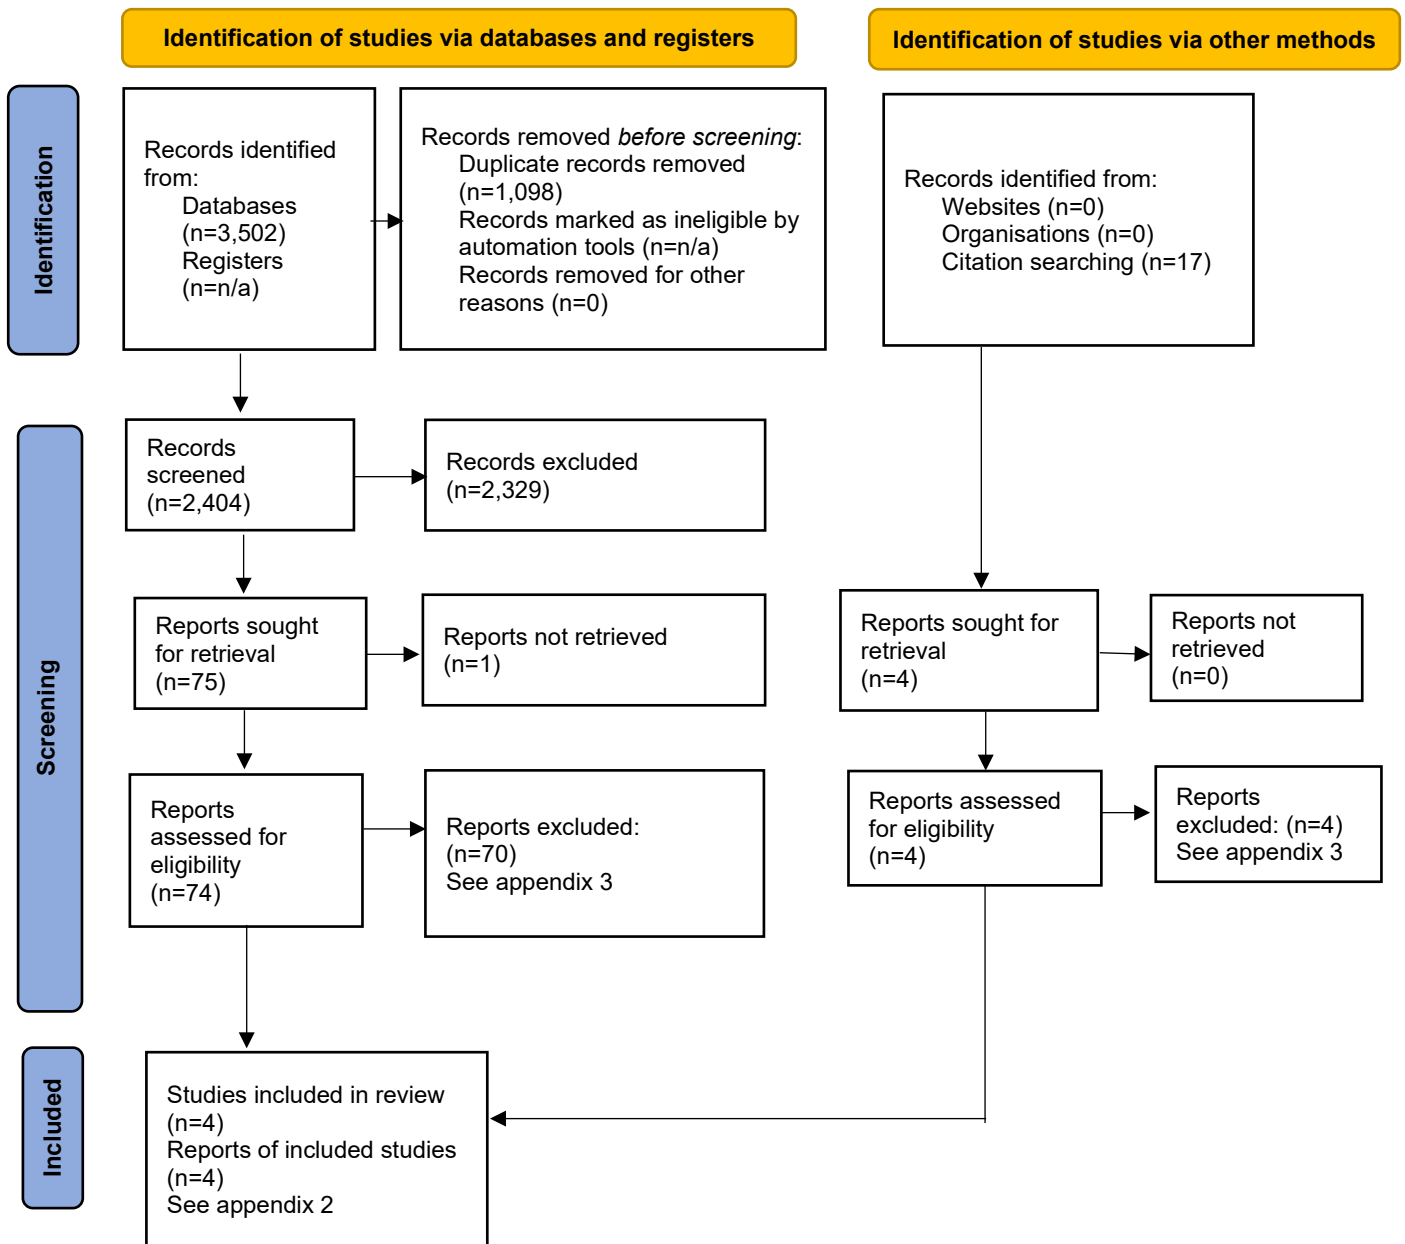 Identification of studies via databases and registers
Identification of studies via other methods
Identification
Records identified
from:
Databases
(n=3,502)
Registers
(n=n/a)
Records removed before screening:
Duplicate records removed
(n=1,098)
Records marked as ineligible by
automation tools (n=n/a)
Records removed for other
reasons (n=0)
Records identified from:
Websites (n=0)
Organisations (n=0)
Citation searching (n=17)
Screening
Records
screened
(n=2,404)
Records excluded
(n=2,329)
Reports sought
for retrieval
(n=75)
Reports not retrieved
(n=1)
Reports sought for
retrieval
(n=4)
Reports not
retrieved
(n=0)
Reports
assessed for
eligibility
(n=74)
Reports excluded:
(n=70)
See appendix 3
Reports assessed
for eligibility
(n=4)
Reports
excluded: (n=4)
See appendix 3
Included
Studies included in review
(n=4)
Reports of included studies
(n=4)
See appendix 2